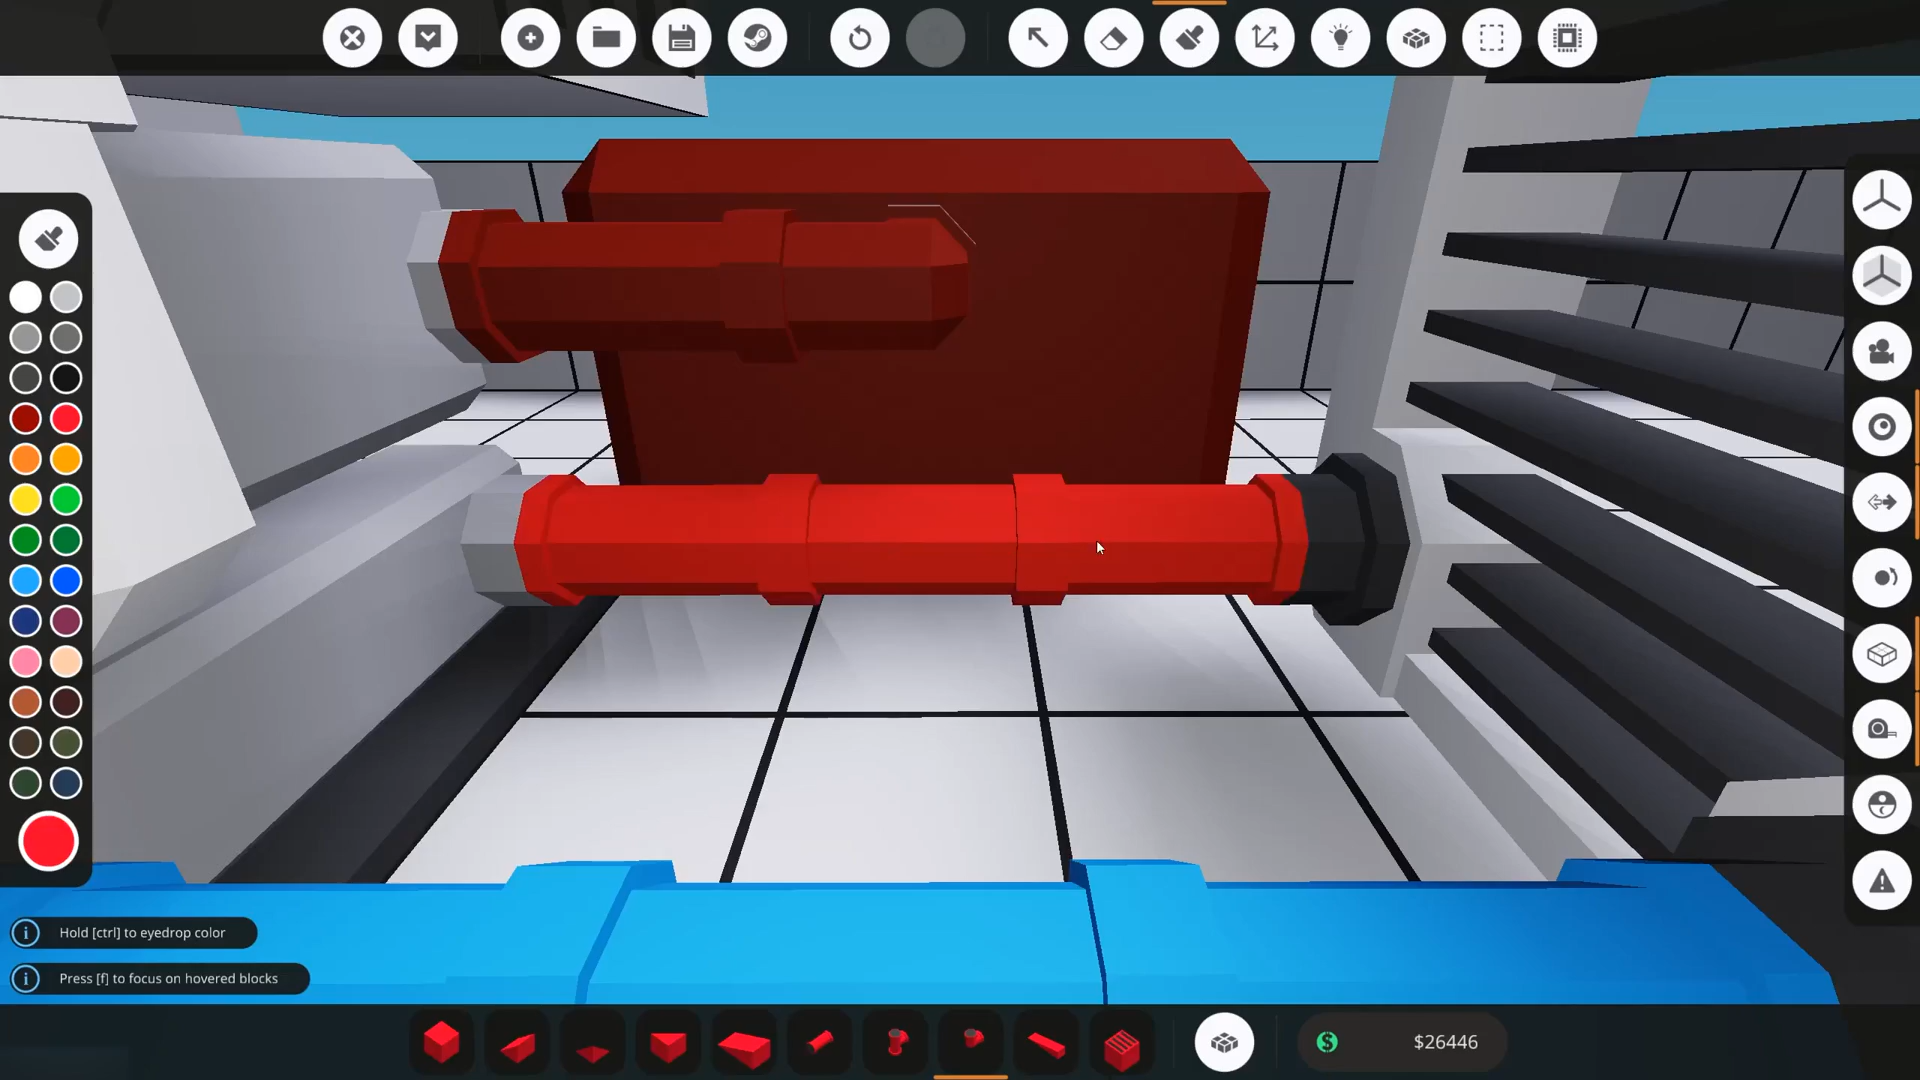 Hold [ctrl] to eyedrop color
Press [f] to focus on hovered blocks
$26446